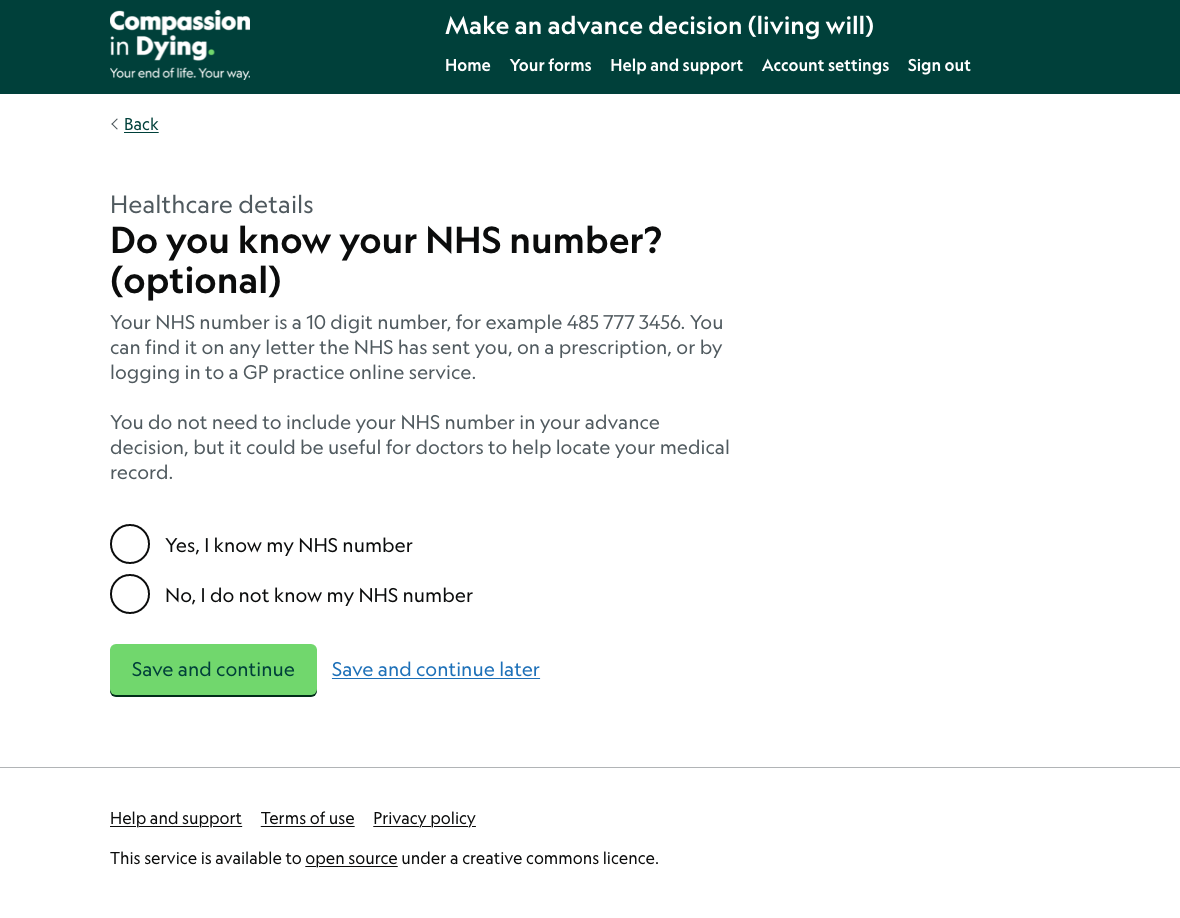 Compassion
in Dying.
Your end of life. Your way.
Make an advance decision (living will)
Home Your forms Help and support Account settings Sign out
< Back
Healthcare details
Do you know your NHS number?
(optional)
Your NHS number is a 10 digit number, for example 485 777 3456. You
can find it on any letter the NHS has sent you, on a prescription, or by
logging in to a GP practice online service.
You do not need to include your NHS number in your advance
decision, but it could be useful for doctors to help locate your medical
record.
Yes, I know my NHS number
No, I do not know my NHS number
Save and continue Save and continue later
Help and support Terms of use Privacy policy
This service is available to open source under a creative commons licence.